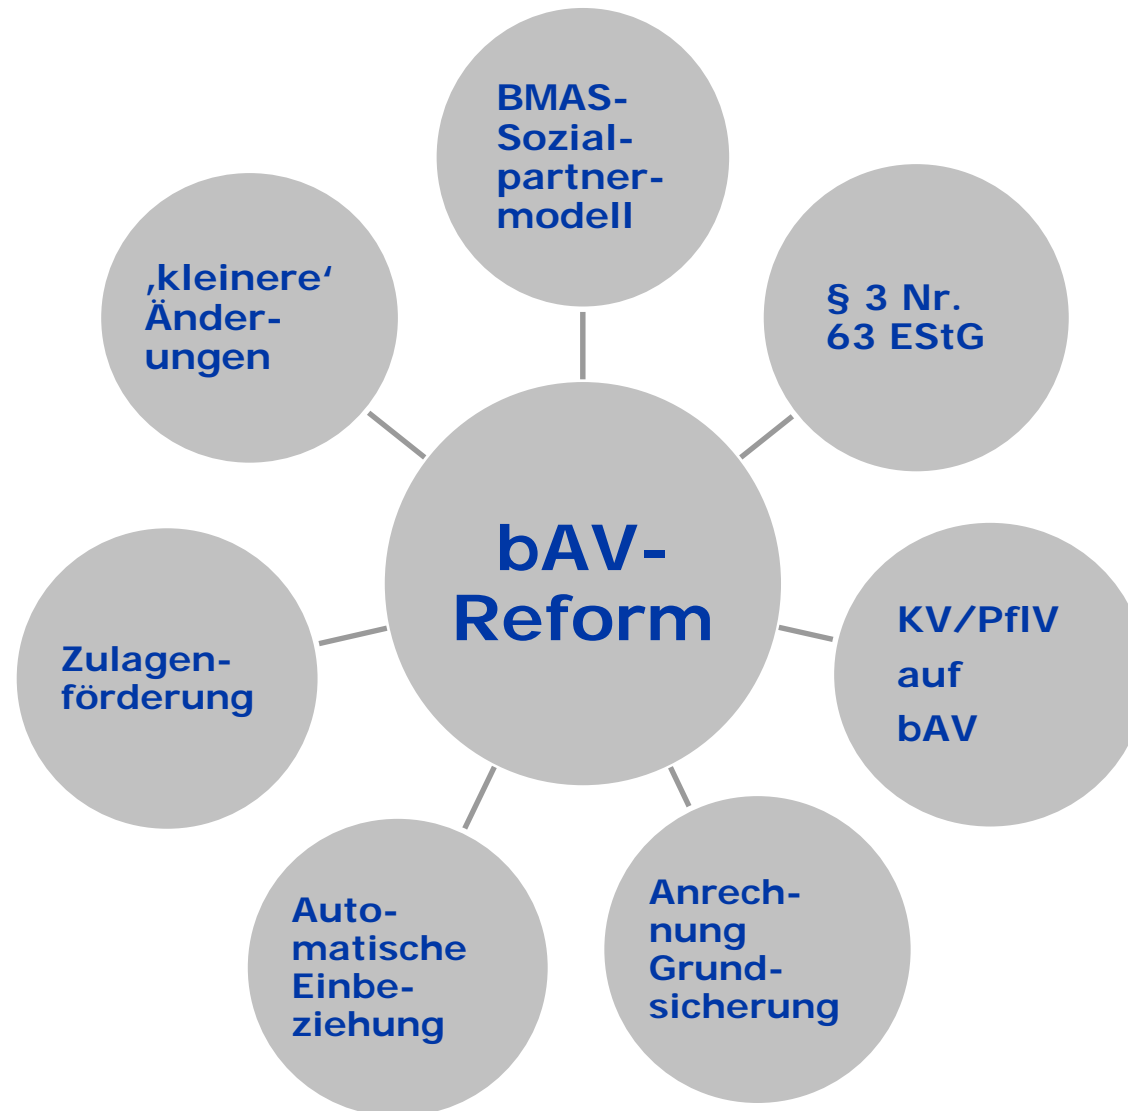 BMAS-
Sozial-
partner-
modell
§ 3 Nr.
63 EStG
KV/PflV
auf
bAV
Anrech-
nung
Grund-
sicherung
Auto-
matische
Einbe-
ziehung
Zulagen-
förderung
‚kleinere‘
Änder-
ungen
bAV-
Reform